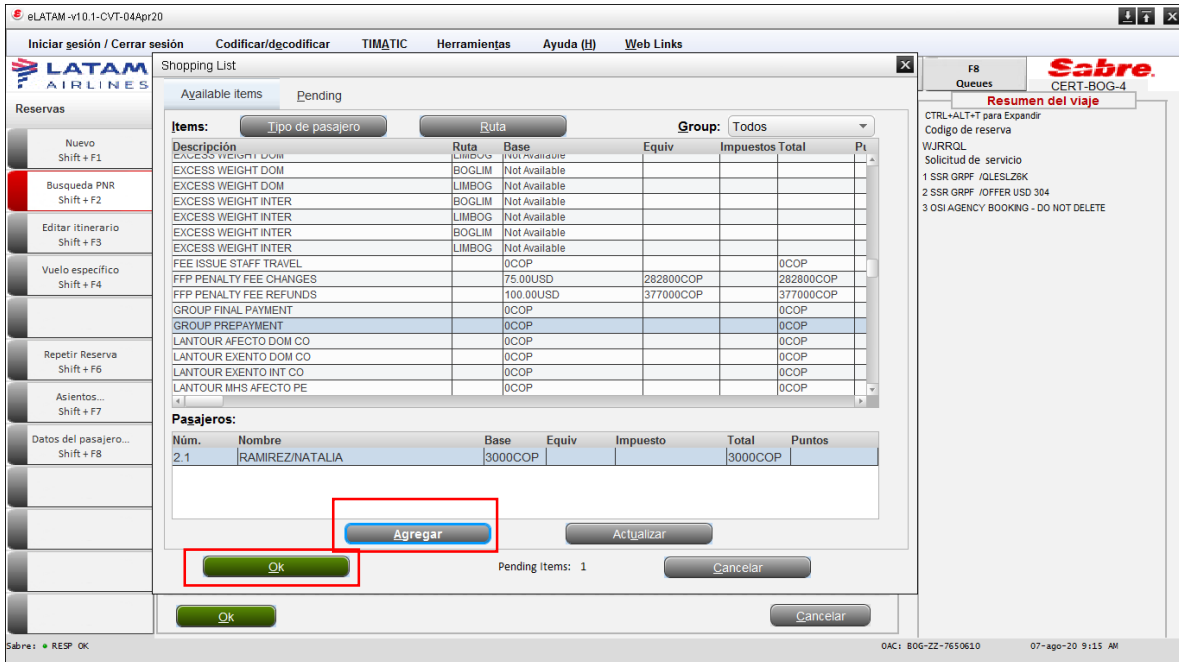 eLATAM -v10.1-CVT-04Apr20
Iniciar sesión / Cerrar sesión Codificar/decodificar TIMATIC Herramientas Ayuda (H) Web Links
LATAM
AIRLINES
Reservas
Nuevo
Shift + F1
Busqueda PNR
Shift + F2
Editar itinerario
Shift + F3
Vuelo específico
Shift + F4
Repetir Reserva
Shift + F6
Asientos...
Shift + F7
Datos del pasajero...
Shift + F8
Shopping List
Available items Pending
Items: Tipo de pasajero Ruta Group: Todos
Descripción Ruta Base Equiv Impuestos Total
EXCESS WEIGHT DOM LIMBOG Not Available
EXCESS WEIGHT DOM BOGLIM Not Available
EXCESS WEIGHT DOM LIMBOG Not Available
EXCESS WEIGHT INTER BOGLIM Not Available
EXCESS WEIGHT INTER LIMBOG Not Available
EXCESS WEIGHT INTER BOGLIM Not Available
EXCESS WEIGHT INTER LIMBOG Not Available
FEE ISSUE STAFF TRAVEL 0COP 0COP
FFP PENALTY FEE CHANGES 75.00USD 282800COP 282800COP
FFP PENALTY FEE REFUNDS 100.00USD 377000COP 377000COP
GROUP FINAL PAYMENT 0COP 0COP
GROUP PREPAYMENT 0COP 0COP
LANTOUR AFECTO DOM CO 0COP 0COP
LANTOUR EXENTO DOM CO 0COP 0COP
LANTOUR EXENTO INT CO 0COP 0COP
LANTOUR MHS AFECTO PE 0COP 0COP
Pasajeros:
Núm. Nombre Base Equiv Impuesto Total Puntos
2.1 RAMIREZ/NATALIA 3000COP 3000COP
Agregar Actualizar
Ok Pending Items: 1 Cancelar
Ok Cancelar
F8
Queues
Sabre.
CERT-BOG-4
Resumen del viaje
CTRL+ALT+T para Expandir
Codigo de reserva
WJRRQL
Solicitud de servicio
1 SSR GRPF /QLESLZ6K
2 SSR GRPF /OFFER USD 304
3 OSI AGENCY BOOKING - DO NOT DELETE
Sabre: RESP OK OAC: BOG-ZZ-7650610 07-ago-20 9:15 AM